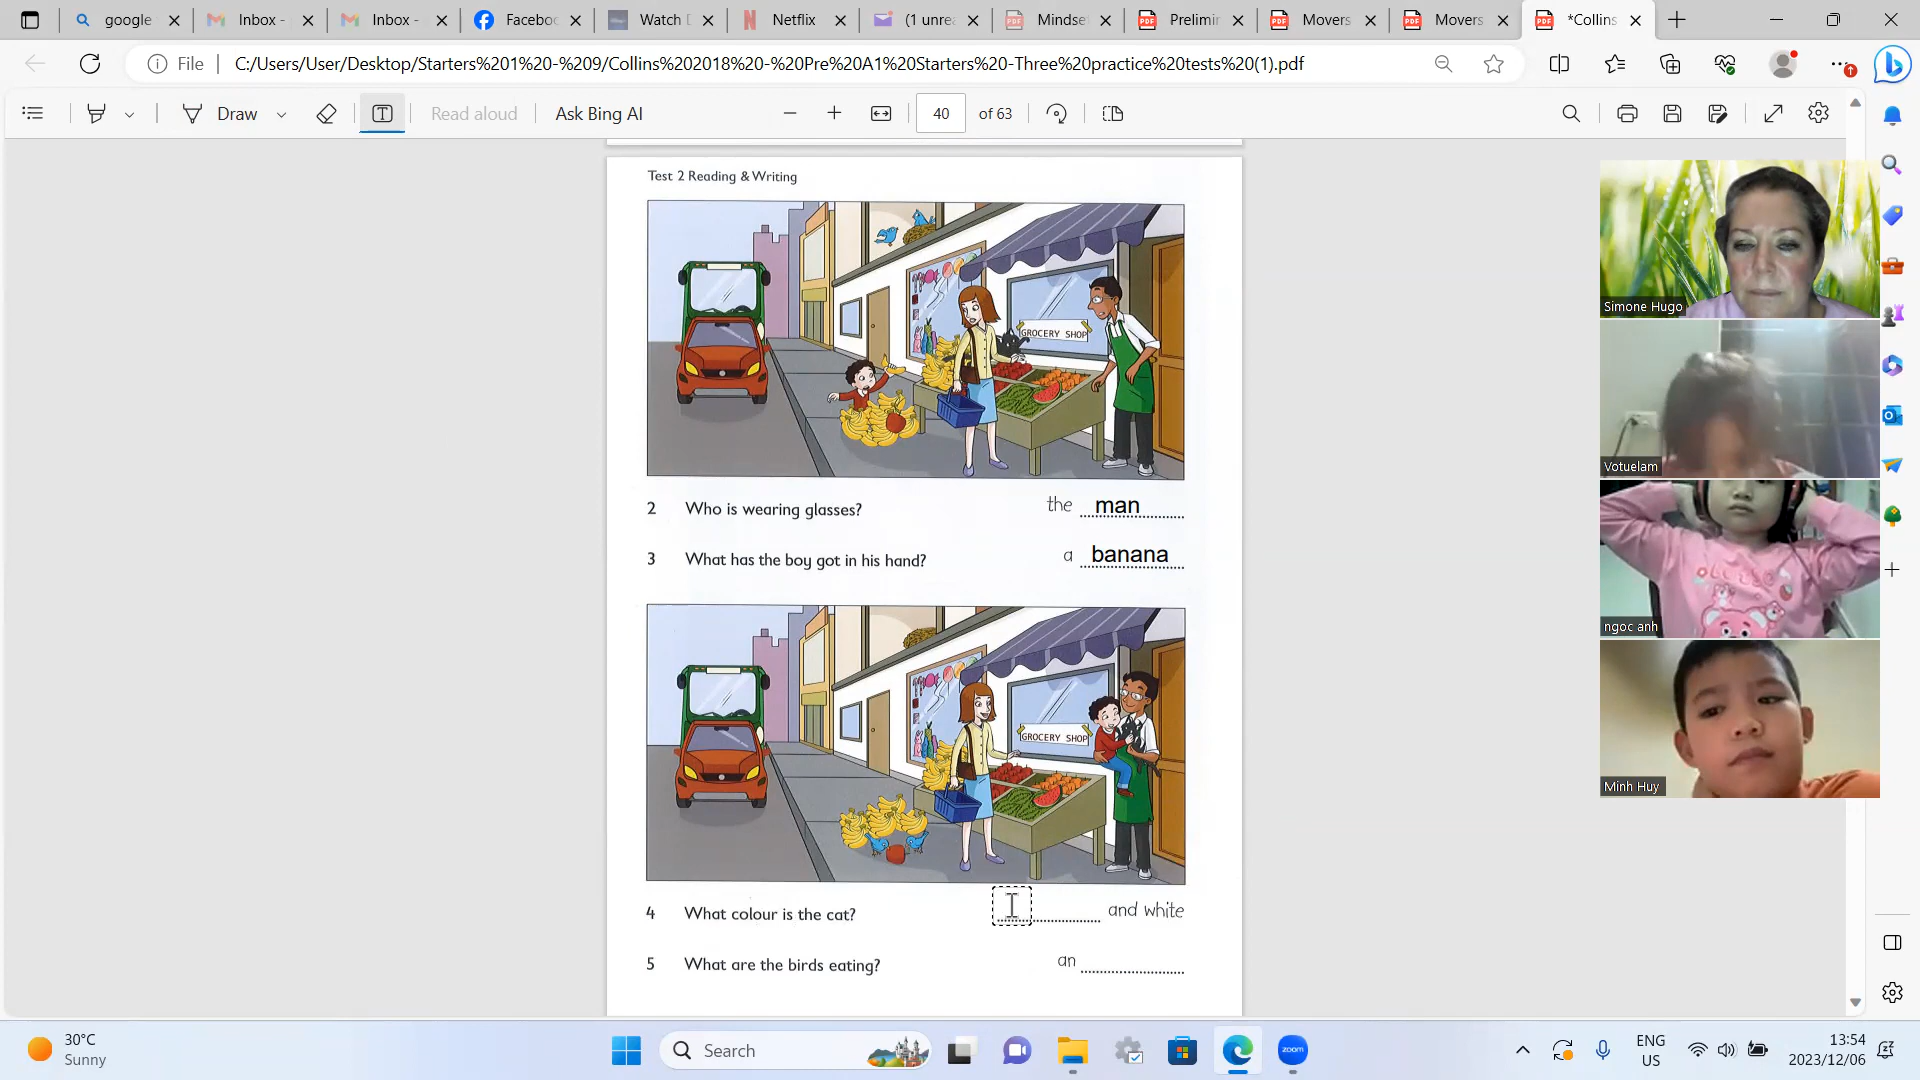 google
Inbox -
Inbox -
Faceboo
Watch D
Netflix
(1 unrea
Mindse
Prelimir
Movers
Movers
*Collins
File
C:/Users/User/Desktop/Starters%201%20-%209/Collins%202018%20-%20Pre%20A1%20Starters%20-Three%20practice%20tests%20(1).pdf
Draw
Read aloud
Ask Bing AI
40
of 63
Test 2 Reading & Writing
GROCERY SHOP
2 Who is wearing glasses? the man
3 What has the boy got in his hand? a banana
GROCERY SHOP
4 What colour is the cat? and white
5 What are the birds eating? an
Simone Hugo
Votuelam
ngoc anh
Minh Huy
30°C
Sunny
Search
zoom
ENG
US
13:54
2023/12/06